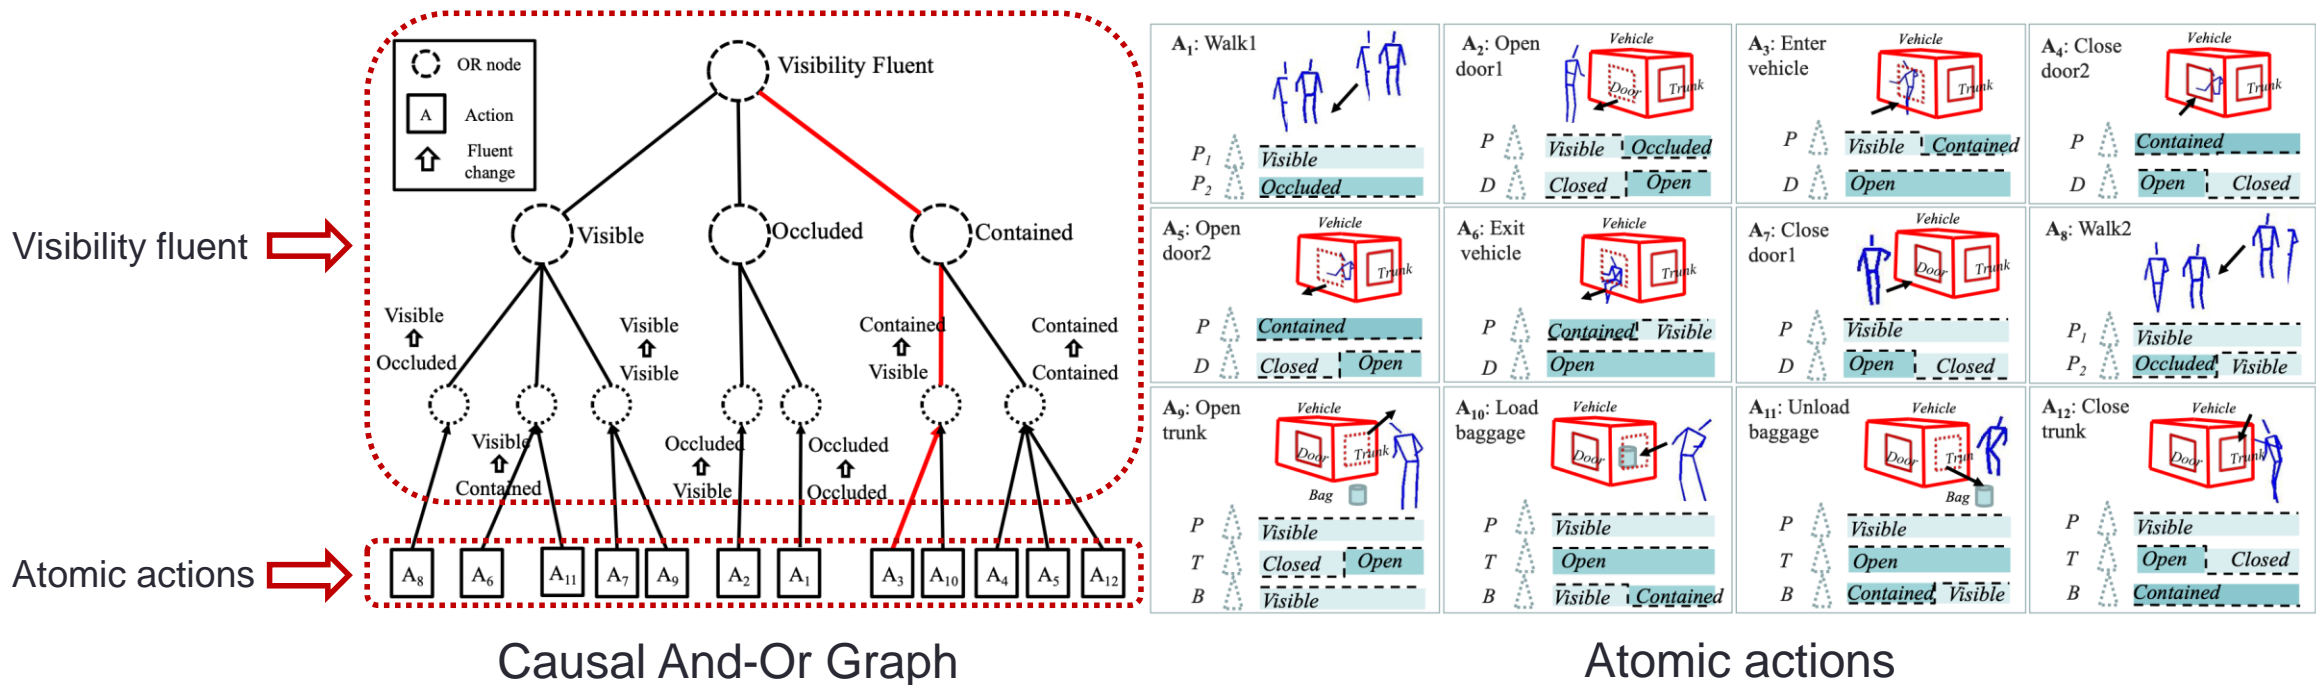 OR node
A
Action
Fluent
change
Visibility Fluent
Visible
Occluded
Contained
Visibility fluent
Visible
Occluded
Visible
Visible
Contained
Visible
Contained
Contained
Visible
Contained
Occluded
Visible
Occluded
Occluded
Atomic actions
A8
A6
A11
A7
A9
A2
A1
A3
A10
A4
A5
A12
Causal And-Or Graph
A1: Walk1
P1 Visible
P2 Occluded
A2: Open
door1
Vehicle
Door
Trunk
P Visible Occluded
D Closed Open
A3: Enter
vehicle
Vehicle
Trunk
P Visible Contained
D Open
A4: Close
door2
Vehicle
Trunk
P Contained
D Open Closed
A5: Open
door2
Vehicle
Trunk
P Contained
D Closed Open
A6: Exit
vehicle
Vehicle
Trunk
P Contained Visible
D Open
A7: Close
door1
Vehicle
Door
Trunk
P Visible
D Open Closed
A8: Walk2
P1 Visible
P2 Occluded Visible
A9: Open
trunk
Vehicle
Door
Trunk
Bag
P Visible
T Closed Open
B Visible
A10: Load
baggage
Vehicle
Door
P Visible
T Open
B Visible Contained
A11: Unload
baggage
Vehicle
Door
Trun
Bag
P Visible
T Open
B Contained Visible
A12: Close
trunk
Vehicle
Door
Trunk
P Visible
T Open Closed
B Contained
Atomic actions